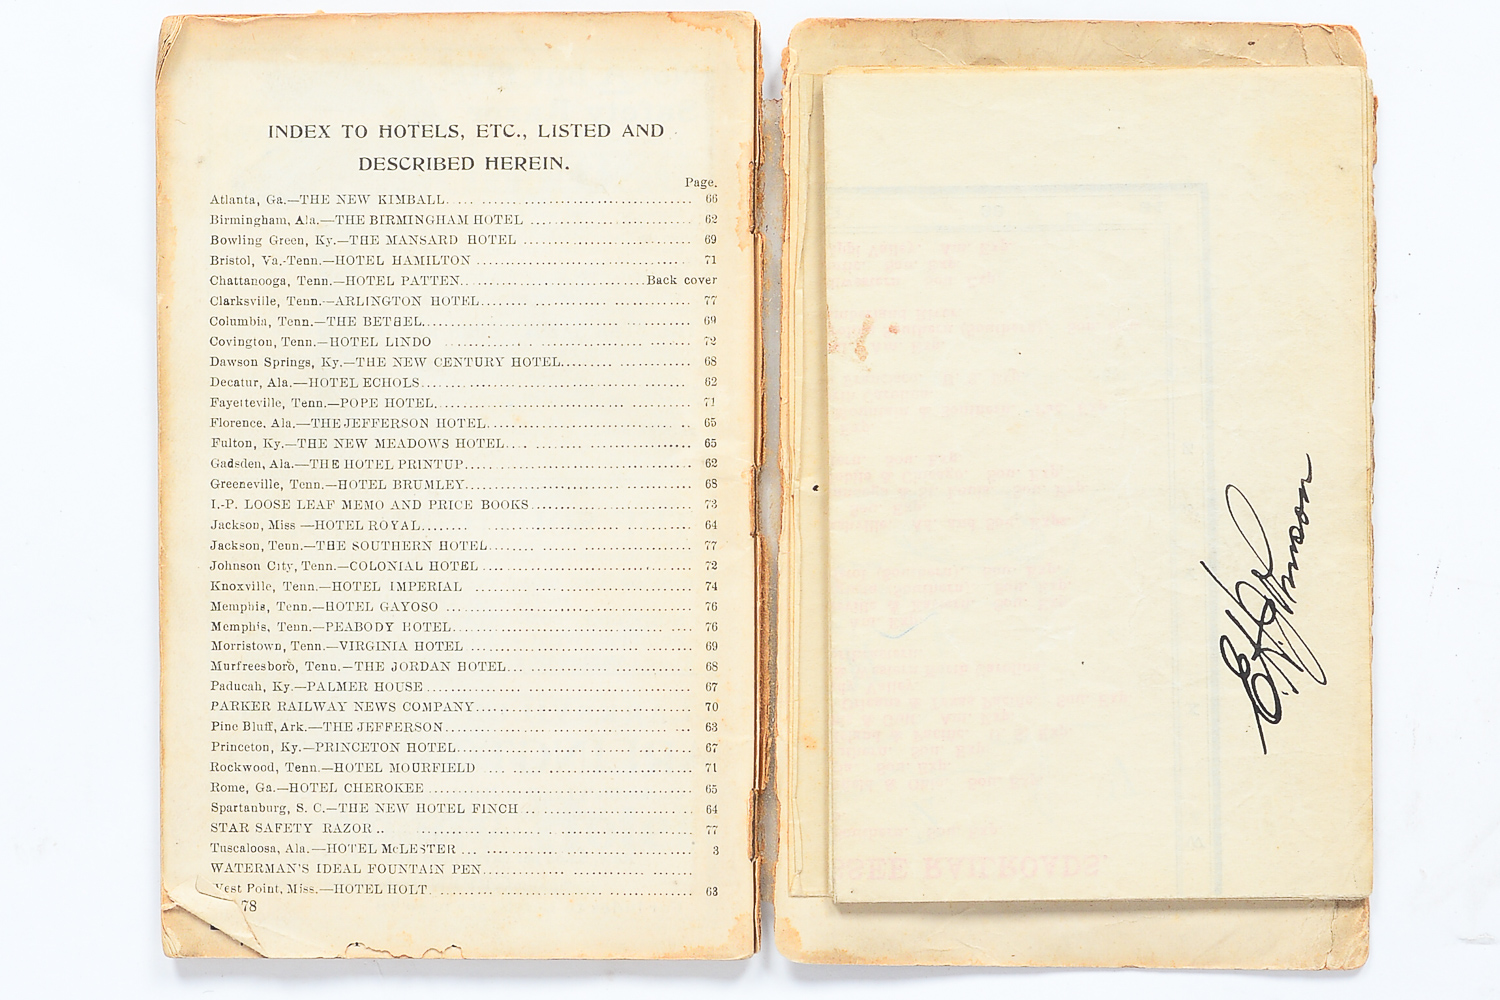 INDEX TO HOTELS, ETC., LISTED AND
DESCRIBED HEREIN.
Page.
Atlanta, Ga.—THE NEW KIMBALL. ... ........................................ 66
Birmingham, Ala.—THE BIRMINGHAM HOTEL ............................ 62
Bowling Green, Ky.—THE MANSARD HOTEL ............................. 69
Bristol, Va.-Tenn.—HOTEL HAMILTON .................................... 71
Chattanooga, Tenn.—HOTEL PATTEN................................Back cover
Clarksville, Tenn.—ARLINGTON HOTEL........ ............ ............. 77
Columbia, Tenn.—THE BETHEL................................. ... .......... 69
Covington, Tenn.—HOTEL LINDO ................ ......................... 72
Dawson Springs, Ky.—THE NEW CENTURY HOTEL......... ............ 68
Decatur, Ala.—HOTEL ECHOLS.... ............... ............... ....... 62
Fayetteville, Tenn.—POPE HOTEL................................ .... ......... 71
Florence, Ala.—THE JEFFERSON HOTEL............................... . .. 65
Fulton, Ky.—THE NEW MEADOWS HOTEL.... ......... .................. 65
Gadsden, Ala.—THE HOTEL PRINTUP....................................... 62
Greeneville, Tenn.—HOTEL BRUMLEY....................................... 68
I.-P. LOOSE LEAF MEMO AND PRICE BOOKS............................ 73
Jackson, Miss —HOTEL ROYAL........ ......... ............ ........... 64
Jackson, Tenn.—THE SOUTHERN HOTEL........ ...... .................. 77
Johnson City, Tenn.—COLONIAL HOTEL .................................... 72
Knoxville, Tenn.—HOTEL IMPERIAL ......... ............ .............. 74
Memphis, Tenn.—HOTEL GAYOSO ... ...................................... 76
Memphis, Tenn.—PEABODY HOTEL.................................... .... 76
Morristown, Tenn.—VIRGINIA HOTEL ...................................... 69
Murfreesboro, Tenn.—THE JORDAN HOTEL... ........................... 68
Paducah, Ky.—PALMER HOUSE ............... ............................. 67
PARKER RAILWAY NEWS COMPANY..................................... 70
Pine Bluff, Ark.—THE JEFFERSON........................................ ... 63
Princeton, Ky.—PRINCETON HOTEL.......................... ....... ......... 67
Rockwood, Tenn.—HOTEL MOURFIELD .... ..... ......................... 71
Rome, Ga.—HOTEL CHEROKEE ............................................. 65
Spartanburg, S. C.—THE NEW HOTEL FINCH .. ..................... .. 64
STAR SAFETY RAZOR .. ............... ............... .............. 77
Tuscaloosa, Ala.—HOTEL McLESTER ... ................................... 3
WATERMAN'S IDEAL FOUNTAIN PEN................ ......... .......
West Point, Miss.—HOTEL HOLT. ............................................ 63
78
E. H. Johnson